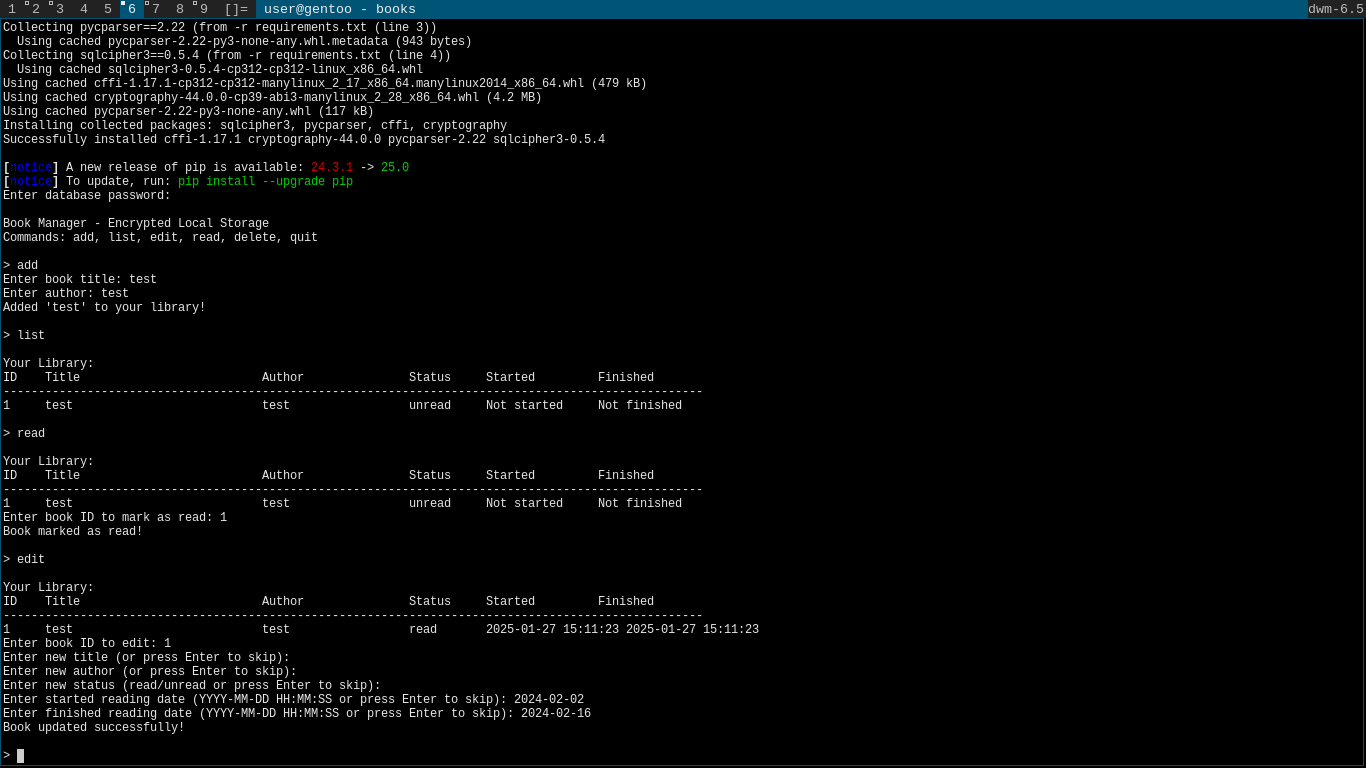 1 2 3 4 5 6 7 8 9 []= user@gentoo - books dwm-6.5
Collecting pycparser==2.22 (from -r requirements.txt (line 3))
  Using cached pycparser-2.22-py3-none-any.whl.metadata (943 bytes)
Collecting sqlcipher3==0.5.4 (from -r requirements.txt (line 4))
  Using cached sqlcipher3-0.5.4-cp312-cp312-linux_x86_64.whl
Using cached cffi-1.17.1-cp312-cp312-manylinux_2_17_x86_64.manylinux2014_x86_64.whl (479 kB)
Using cached cryptography-44.0.0-cp39-abi3-manylinux_2_28_x86_64.whl (4.2 MB)
Using cached pycparser-2.22-py3-none-any.whl (117 kB)
Installing collected packages: sqlcipher3, pycparser, cffi, cryptography
Successfully installed cffi-1.17.1 cryptography-44.0.0 pycparser-2.22 sqlcipher3-0.5.4

[notice] A new release of pip is available: 24.3.1 -> 25.0
[notice] To update, run: pip install --upgrade pip
Enter database password:

Book Manager - Encrypted Local Storage
Commands: add, list, edit, read, delete, quit

> add
Enter book title: test
Enter author: test
Added 'test' to your library!

> list

Your Library:
ID    Title                          Author               Status     Started         Finished
----------------------------------------------------------------------------------------------------
1     test                           test                 unread     Not started     Not finished

> read

Your Library:
ID    Title                          Author               Status     Started         Finished
----------------------------------------------------------------------------------------------------
1     test                           test                 unread     Not started     Not finished
Enter book ID to mark as read: 1
Book marked as read!

> edit

Your Library:
ID    Title                          Author               Status     Started         Finished
----------------------------------------------------------------------------------------------------
1     test                           test                 read       2025-01-27 15:11:23 2025-01-27 15:11:23
Enter book ID to edit: 1
Enter new title (or press Enter to skip):
Enter new author (or press Enter to skip):
Enter new status (read/unread or press Enter to skip):
Enter started reading date (YYYY-MM-DD HH:MM:SS or press Enter to skip): 2024-02-02
Enter finished reading date (YYYY-MM-DD HH:MM:SS or press Enter to skip): 2024-02-16
Book updated successfully!

>